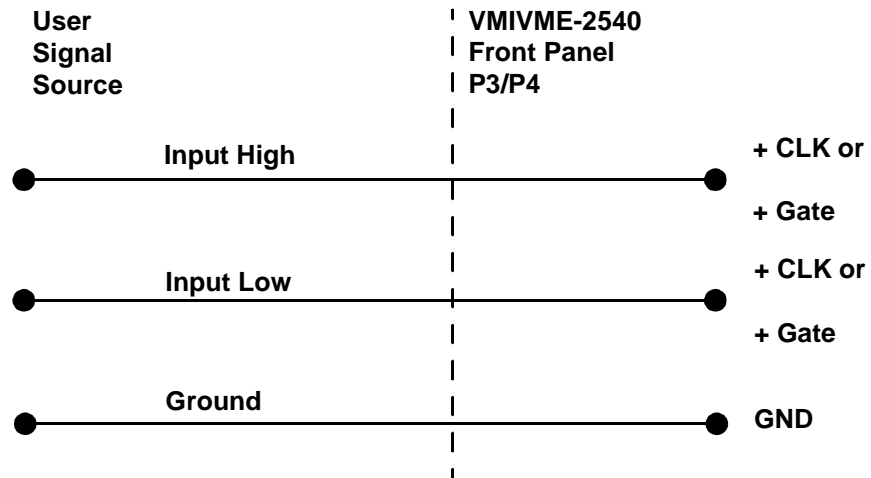 User
Signal
Source
VMIVME-2540
Front Panel
P3/P4
Input High
+ CLK or
+ Gate
Input Low
+ CLK or
+ Gate
Ground
GND